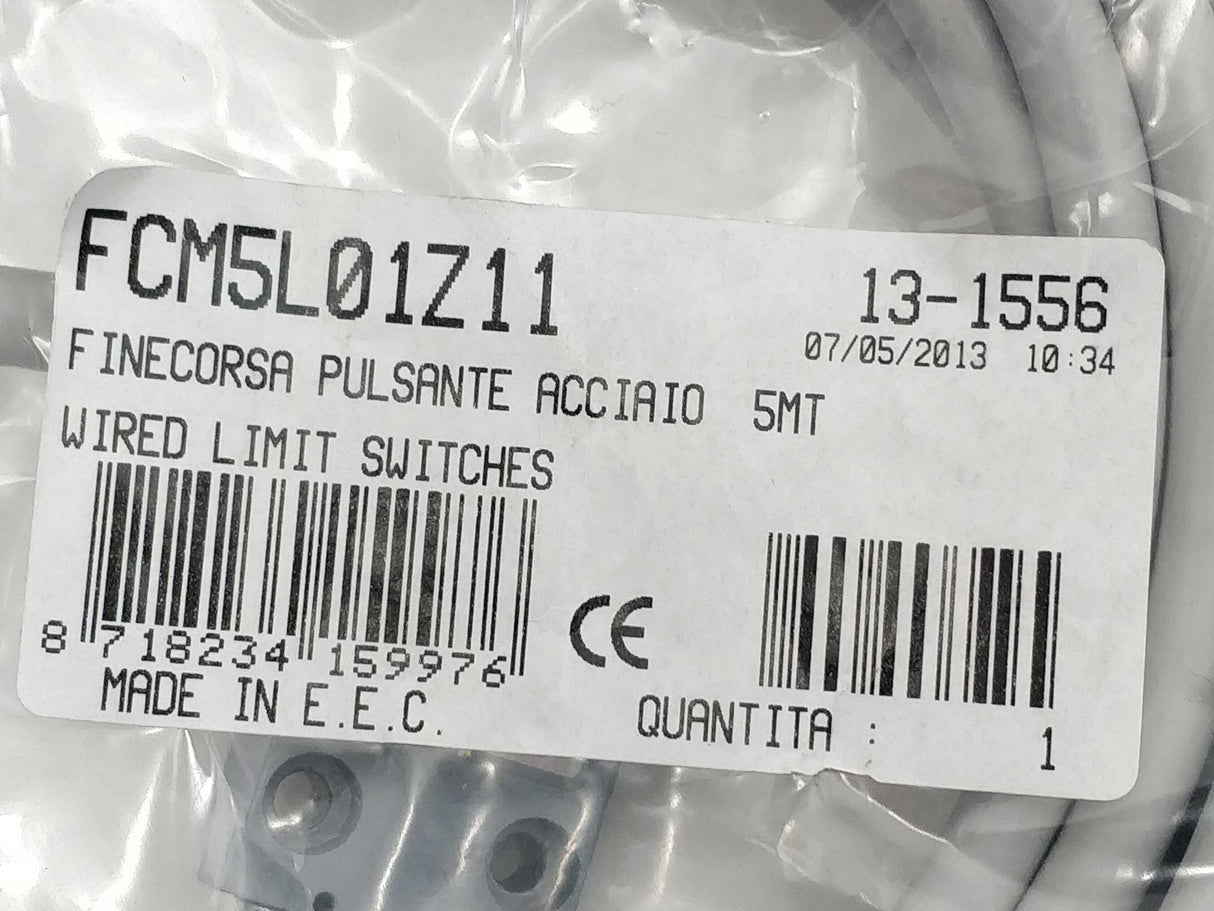 FCM5L01Z11
13-1556
07/05/2013 10:34
FINECORSA PULSANTE ACCIAIO 5MT
WIRED LIMIT SWITCHES
8 718234 159976
CE
MADE IN E.E.C.
QUANTITA : 1